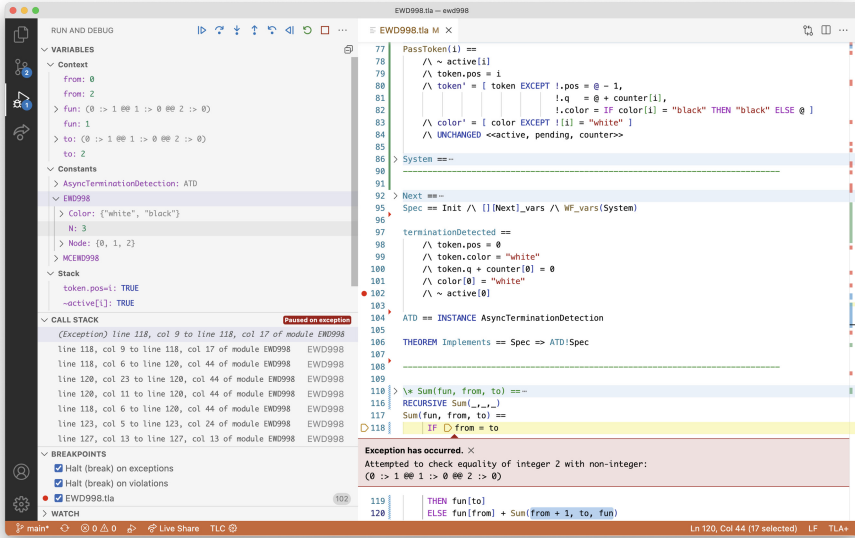 EWD998.tla — ewd998
RUN AND DEBUG
VARIABLES
Context
from: 0
from: 2
fun: (0 :> 1 @@ 1 :> 0 @@ 2 :> 0)
fun: 1
to: (0 :> 1 @@ 1 :> 0 @@ 2 :> 0)
to: 2
Constants
AsyncTerminationDetection: ATD
EWD998
Color: {"white", "black"}
N: 3
Node: {0, 1, 2}
MCEWD998
Stack
token.pos=i: TRUE
~active[i]: TRUE
CALL STACK
Paused on exception
(Exception) line 118, col 9 to line 118, col 17 of module EWD998
line 118, col 9 to line 118, col 17 of module EWD998 EWD998
line 118, col 6 to line 120, col 44 of module EWD998 EWD998
line 120, col 23 to line 120, col 44 of module EWD998 EWD998
line 120, col 11 to line 120, col 44 of module EWD998 EWD998
line 118, col 6 to line 120, col 44 of module EWD998 EWD998
line 123, col 5 to line 123, col 24 of module EWD998 EWD998
line 127, col 13 to line 127, col 13 of module EWD998 EWD998
BREAKPOINTS
Halt (break) on exceptions
Halt (break) on violations
EWD998.tla 102
WATCH
2
1
EWD998.tla M
77 PassToken(i) ==
78 /\ ~ active[i]
79 /\ token.pos = i
80 /\ token' = [ token EXCEPT !.pos = @ - 1,
81 !.q = @ + counter[i],
82 !.color = IF color[i] = "black" THEN "black" ELSE @ ]
83 /\ color' = [ color EXCEPT ![i] = "white" ]
84 /\ UNCHANGED <<active, pending, counter>>
85
86 System ==⋯
90 --------------------------------------------------------------------------------
91
92 Next ==⋯
95 Spec == Init /\ [][Next]_vars /\ WF_vars(System)
96
97 terminationDetected ==
98 /\ token.pos = 0
99 /\ token.color = "white"
100 /\ token.q + counter[0] = 0
101 /\ color[0] = "white"
102 /\ ~ active[0]
103
104 ATD == INSTANCE AsyncTerminationDetection
105
106 THEOREM Implements == Spec => ATD!Spec
107
108 --------------------------------------------------------------------------------
109
110 \* Sum(fun, from, to) ==⋯
116 RECURSIVE Sum(_,_,_)
117 Sum(fun, from, to) ==
118 IF from = to
Exception has occurred.
Attempted to check equality of integer 2 with non-integer:
(0 :> 1 @@ 1 :> 0 @@ 2 :> 0)
119 THEN fun[to]
120 ELSE fun[from] + Sum(from + 1, to, fun)
main*
0
0
Live Share
TLC
Ln 120, Col 44 (17 selected)
LF
TLA+